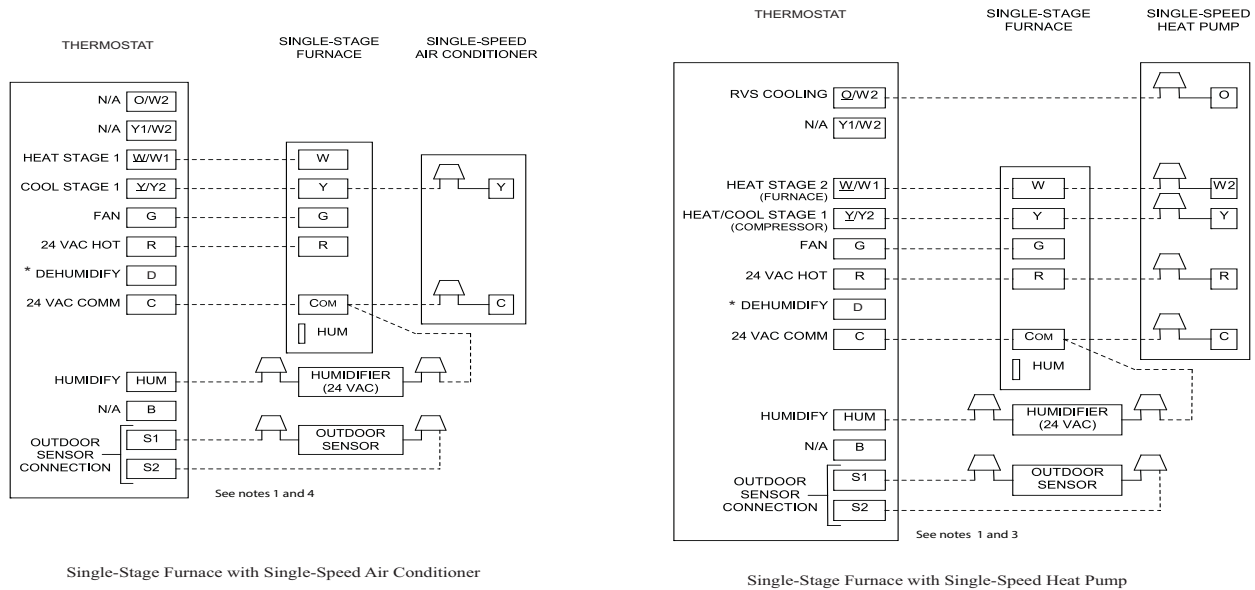 THERMOSTAT
SINGLE-STAGE
FURNACE
SINGLE-SPEED
AIR CONDITIONER
N/A O/W2
N/A Y1/W2
HEAT STAGE 1 W/W1 W
COOL STAGE 1 Y/Y2 Y Y
FAN G G
24 VAC HOT R R
* DEHUMIDIFY D
24 VAC COMM C COM C
HUM
HUMIDIFY HUM
HUMIDIFIER
(24 VAC)
N/A B
OUTDOOR
SENSOR
CONNECTION
S1
S2
OUTDOOR
SENSOR
See notes 1 and 4
Single-Stage Furnace with Single-Speed Air Conditioner
THERMOSTAT
SINGLE-STAGE
FURNACE
SINGLE-SPEED
HEAT PUMP
RVS COOLING O/W2 O
N/A Y1/W2
HEAT STAGE 2 W/W1 W W2
(FURNACE)
HEAT/COOL STAGE 1 Y/Y2 Y Y
(COMPRESSOR)
FAN G G
24 VAC HOT R R R
* DEHUMIDIFY D
24 VAC COMM C COM C
HUM
HUMIDIFY HUM
HUMIDIFIER
(24 VAC)
N/A B
OUTDOOR
SENSOR
CONNECTION
S1
S2
OUTDOOR
SENSOR
See notes 1 and 3
Single-Stage Furnace with Single-Speed Heat Pump